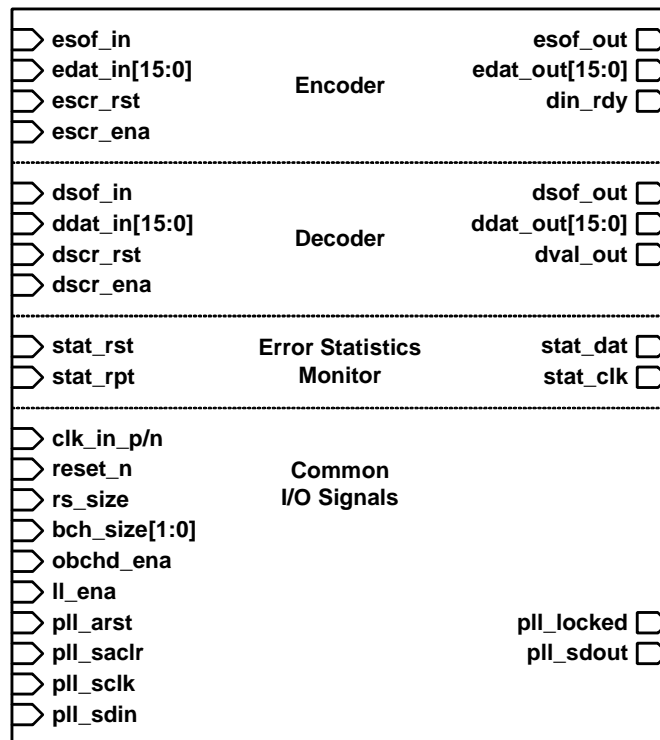 esof_in esof_out
edat_in[15:0] Encoder edat_out[15:0]
escr_rst din_rdy
escr_ena
dsof_in dsof_out
ddat_in[15:0] Decoder ddat_out[15:0]
dscr_rst dval_out
dscr_ena
stat_rst Error Statistics stat_dat
stat_rpt Monitor stat_clk
clk_in_p/n
reset_n Common
rs_size I/O Signals
bch_size[1:0]
obchd_ena
ll_ena
pll_arst pll_locked
pll_saclr pll_sdout
pll_sclk
pll_sdin